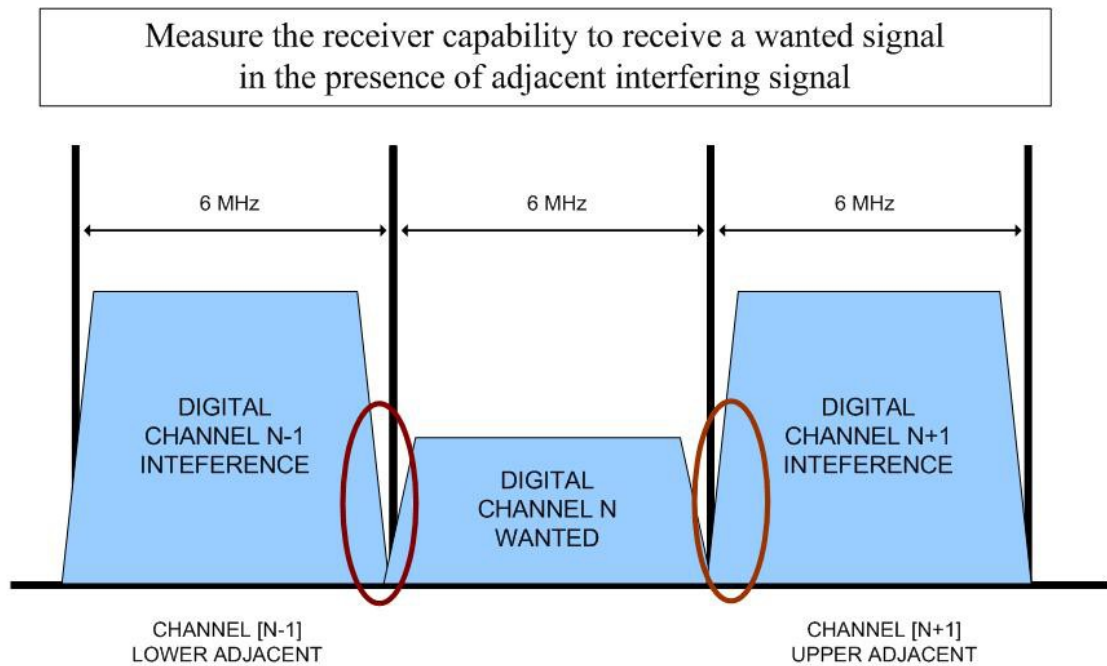 Measure the receiver capability to receive a wanted signal
in the presence of adjacent interfering signal
6 MHz
6 MHz
6 MHz
DIGITAL
CHANNEL N-1
INTEFERENCE
DIGITAL
CHANNEL N
WANTED
DIGITAL
CHANNEL N+1
INTEFERENCE
CHANNEL [N-1]
LOWER ADJACENT
CHANNEL [N+1]
UPPER ADJACENT